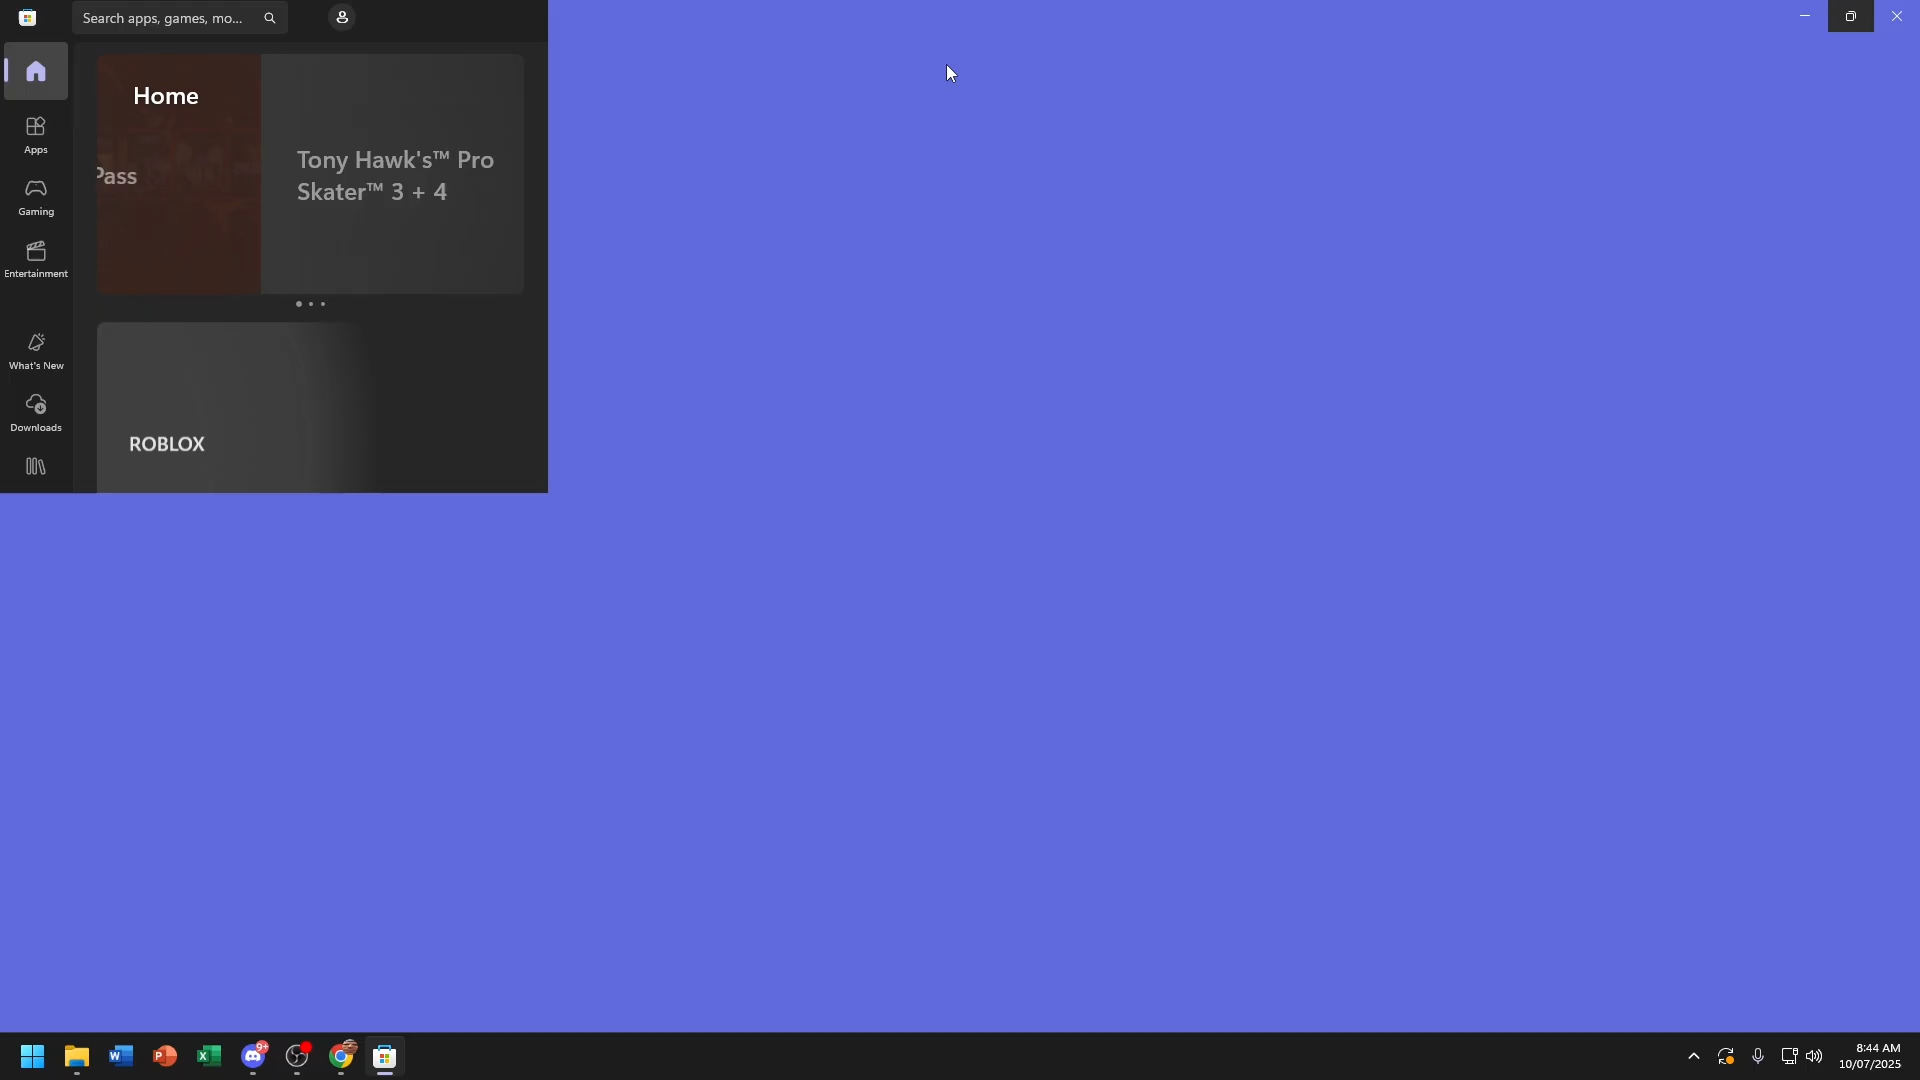 Search apps, games, mo...
Home
Pass
Tony Hawk's™ Pro
Skater™ 3 + 4
Apps
Gaming
Entertainment
What's New
Downloads
ROBLOX
9+
8:44 AM
10/07/2025